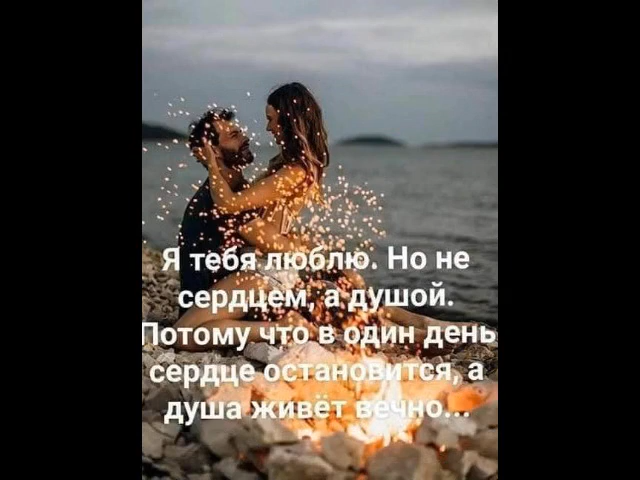 Я тебя люблю. Но не
сердцем, а душой.
Потому что в один день
сердце остановится, а
душа живёт вечно...